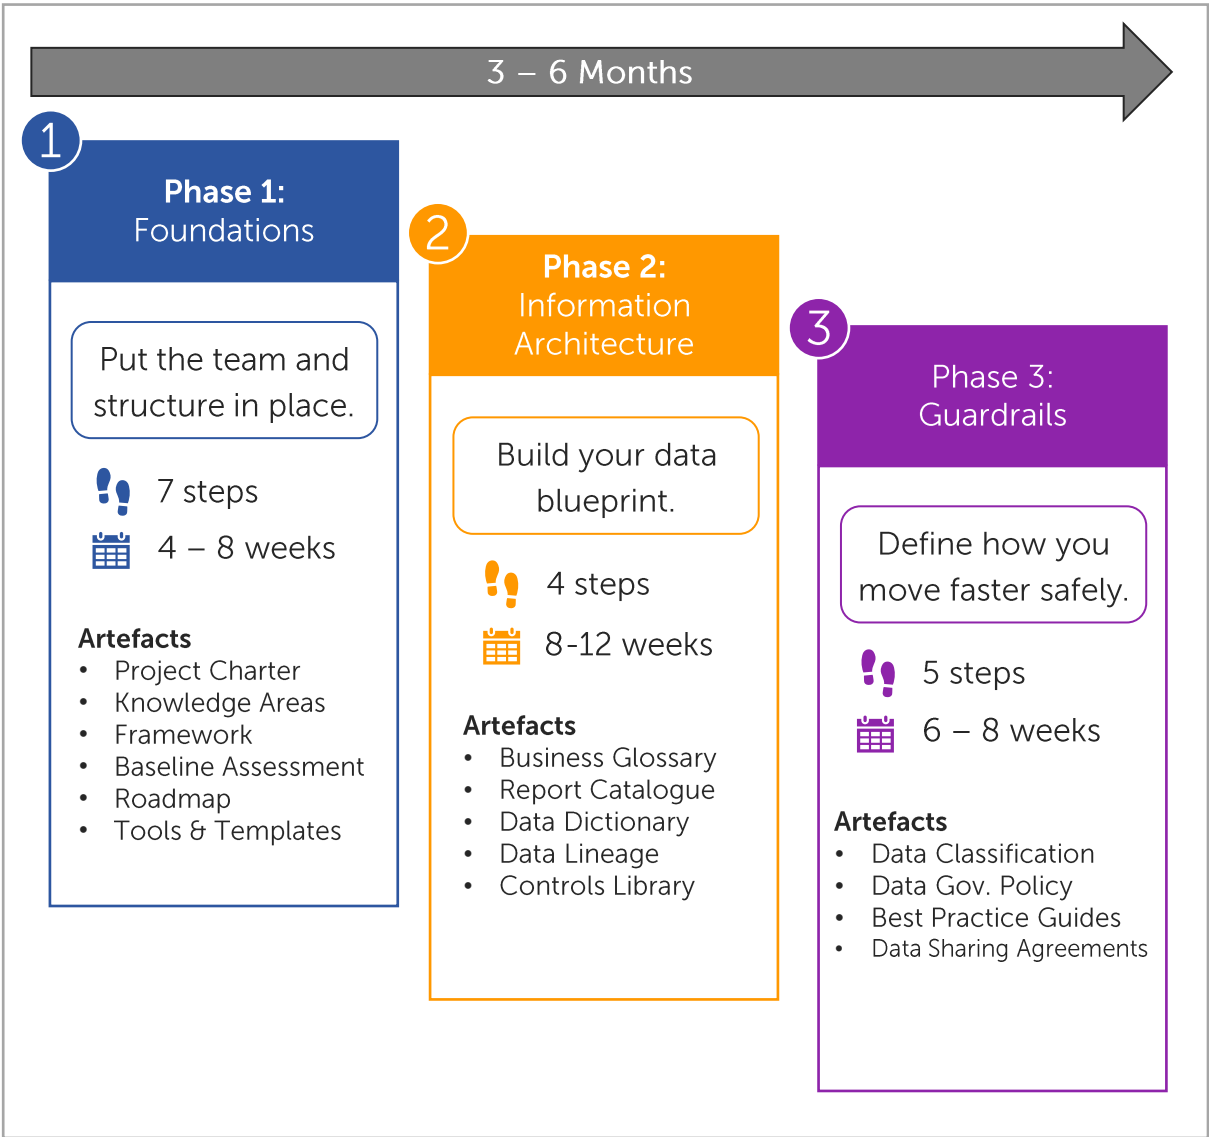 3 – 6 Months
1
Phase 1:
Foundations
Put the team and
structure in place.
7 steps
4 – 8 weeks
Artefacts
• Project Charter
• Knowledge Areas
• Framework
• Baseline Assessment
• Roadmap
• Tools & Templates
2
Phase 2:
Information
Architecture
Build your data
blueprint.
4 steps
8-12 weeks
Artefacts
• Business Glossary
• Report Catalogue
• Data Dictionary
• Data Lineage
• Controls Library
3
Phase 3:
Guardrails
Define how you
move faster safely.
5 steps
6 – 8 weeks
Artefacts
• Data Classification
• Data Gov. Policy
• Best Practice Guides
• Data Sharing Agreements